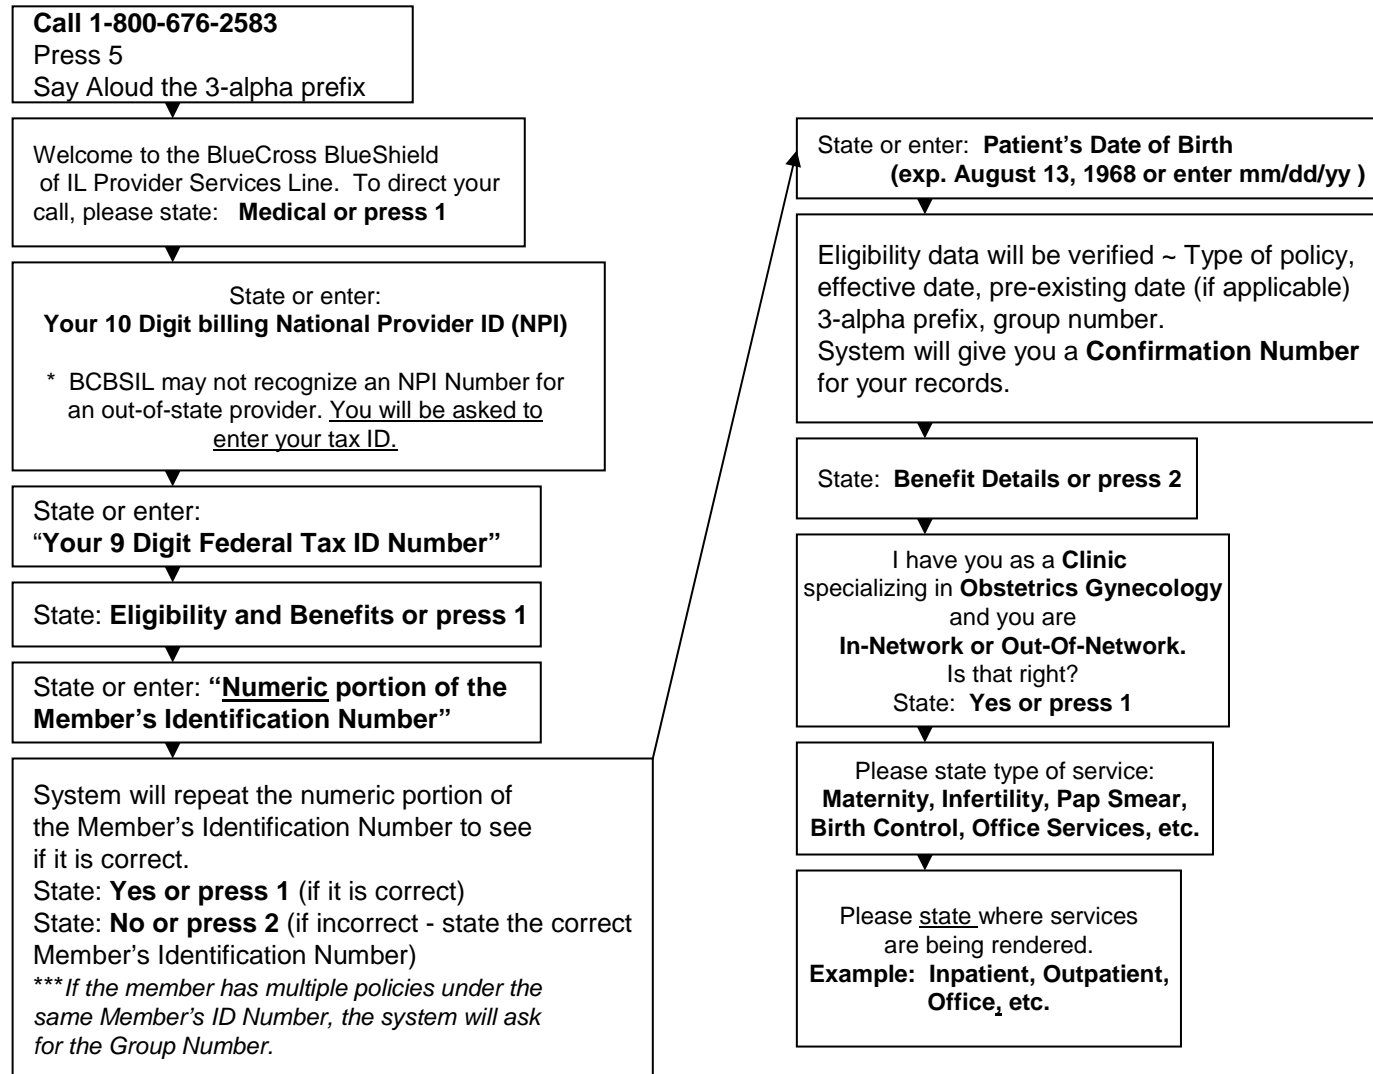 Call 1-800-676-2583
Press 5
Say Aloud the 3-alpha prefix
Welcome to the BlueCross BlueShield
of IL Provider Services Line. To direct your
call, please state: Medical or press 1
State or enter:
Your 10 Digit billing National Provider ID (NPI)
* BCBSIL may not recognize an NPI Number for
an out-of-state provider. You will be asked to
enter your tax ID.
State or enter:
“Your 9 Digit Federal Tax ID Number”
State: Eligibility and Benefits or press 1
State or enter: “Numeric portion of the
Member’s Identification Number”
System will repeat the numeric portion of
the Member’s Identification Number to see
if it is correct.
State: Yes or press 1 (if it is correct)
State: No or press 2 (if incorrect - state the correct
Member’s Identification Number)
***If the member has multiple policies under the
same Member’s ID Number, the system will ask
for the Group Number.
State or enter: Patient’s Date of Birth
(exp. August 13, 1968 or enter mm/dd/yy )
Eligibility data will be verified ~ Type of policy,
effective date, pre-existing date (if applicable)
3-alpha prefix, group number.
System will give you a Confirmation Number
for your records.
State: Benefit Details or press 2
I have you as a Clinic
specializing in Obstetrics Gynecology
and you are
In-Network or Out-Of-Network.
Is that right?
State: Yes or press 1
Please state type of service:
Maternity, Infertility, Pap Smear,
Birth Control, Office Services, etc.
Please state where services
are being rendered.
Example: Inpatient, Outpatient,
Office, etc.